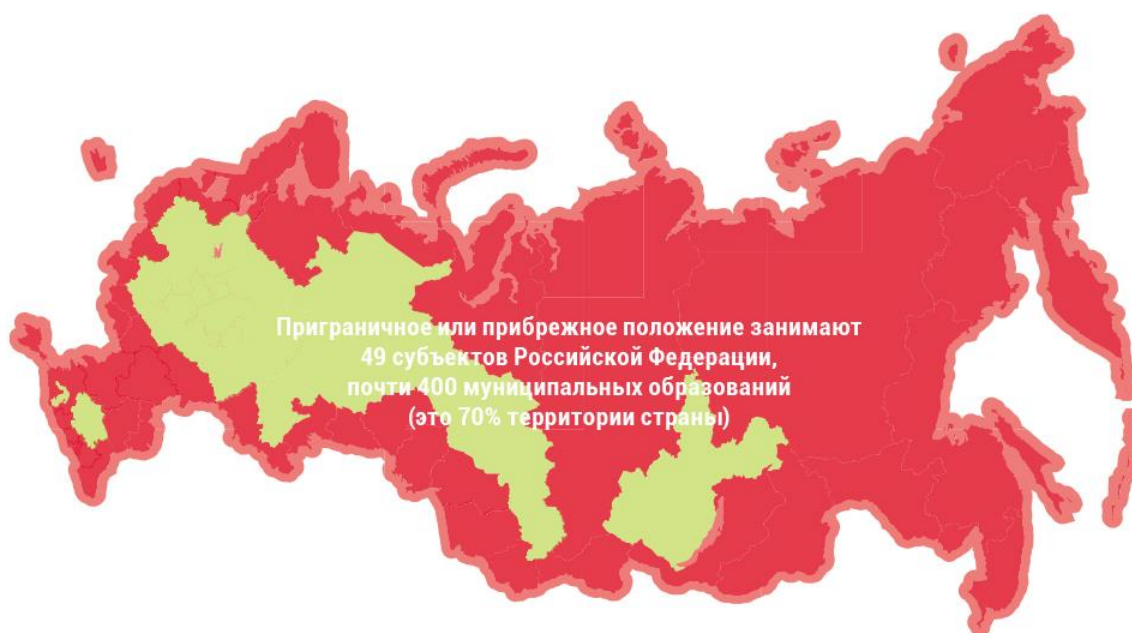 Приграничное или прибрежное положение занимают
49 субъектов Российской Федерации,
почти 400 муниципальных образований
(это 70% территории страны)